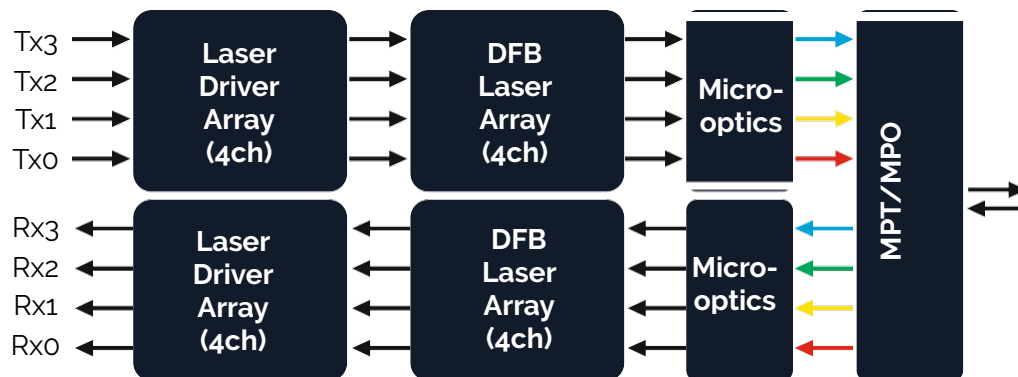 Tx3
Tx2
Tx1
Tx0
Laser
Driver
Array
(4ch)
DFB
Laser
Array
(4ch)
Micro-
optics
MPT/MPO
Rx3
Rx2
Rx1
Rx0
Laser
Driver
Array
(4ch)
DFB
Laser
Array
(4ch)
Micro-
optics